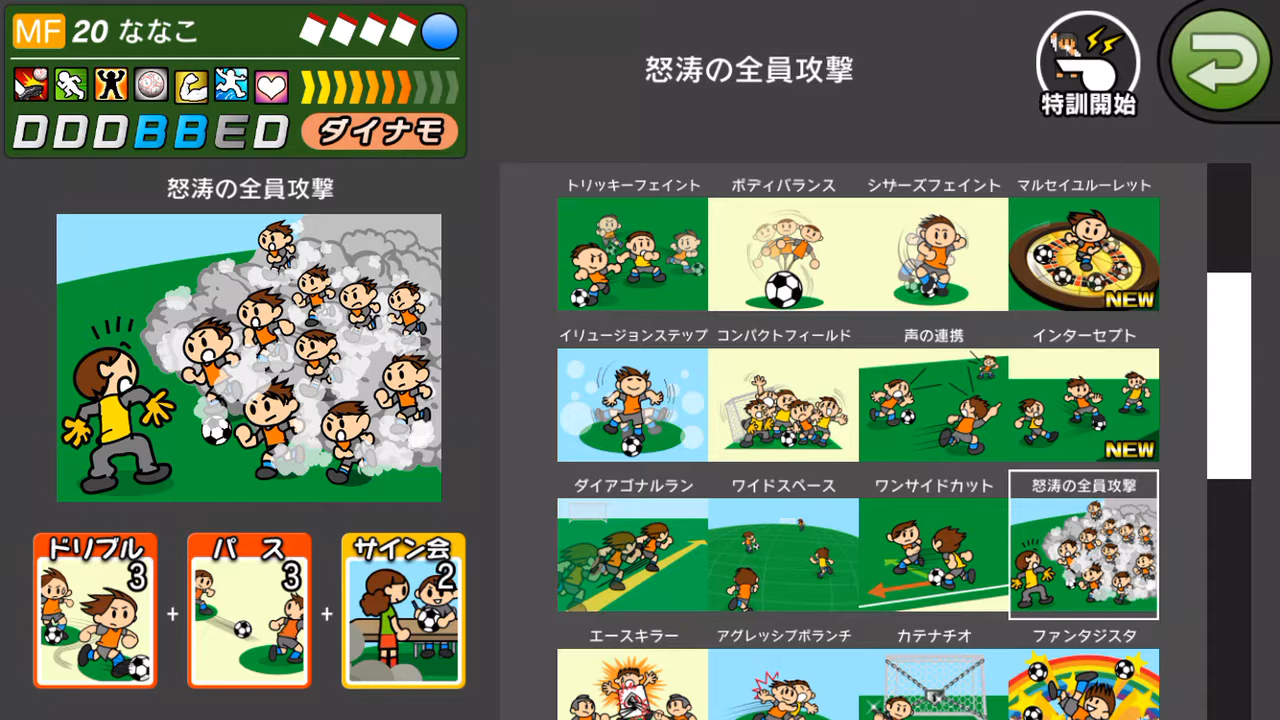 MF 20 ななこ
D D D B B E D ダイナモ
怒涛の全員攻撃
特訓開始
怒涛の全員攻撃
ドリブル 3 + パス 3 + サイン会 2
トリッキーフェイント ボディバランス シザーズフェイント マルセイユルーレット
NEW
イリュージョンステップ コンパクトフィールド 声の連携 インターセプト
NEW
ダイアゴナルラン ワイドスペース ワンサイドカット 怒涛の全員攻撃
エースキラー アグレッシブボランチ カテナチオ ファンタジスタ